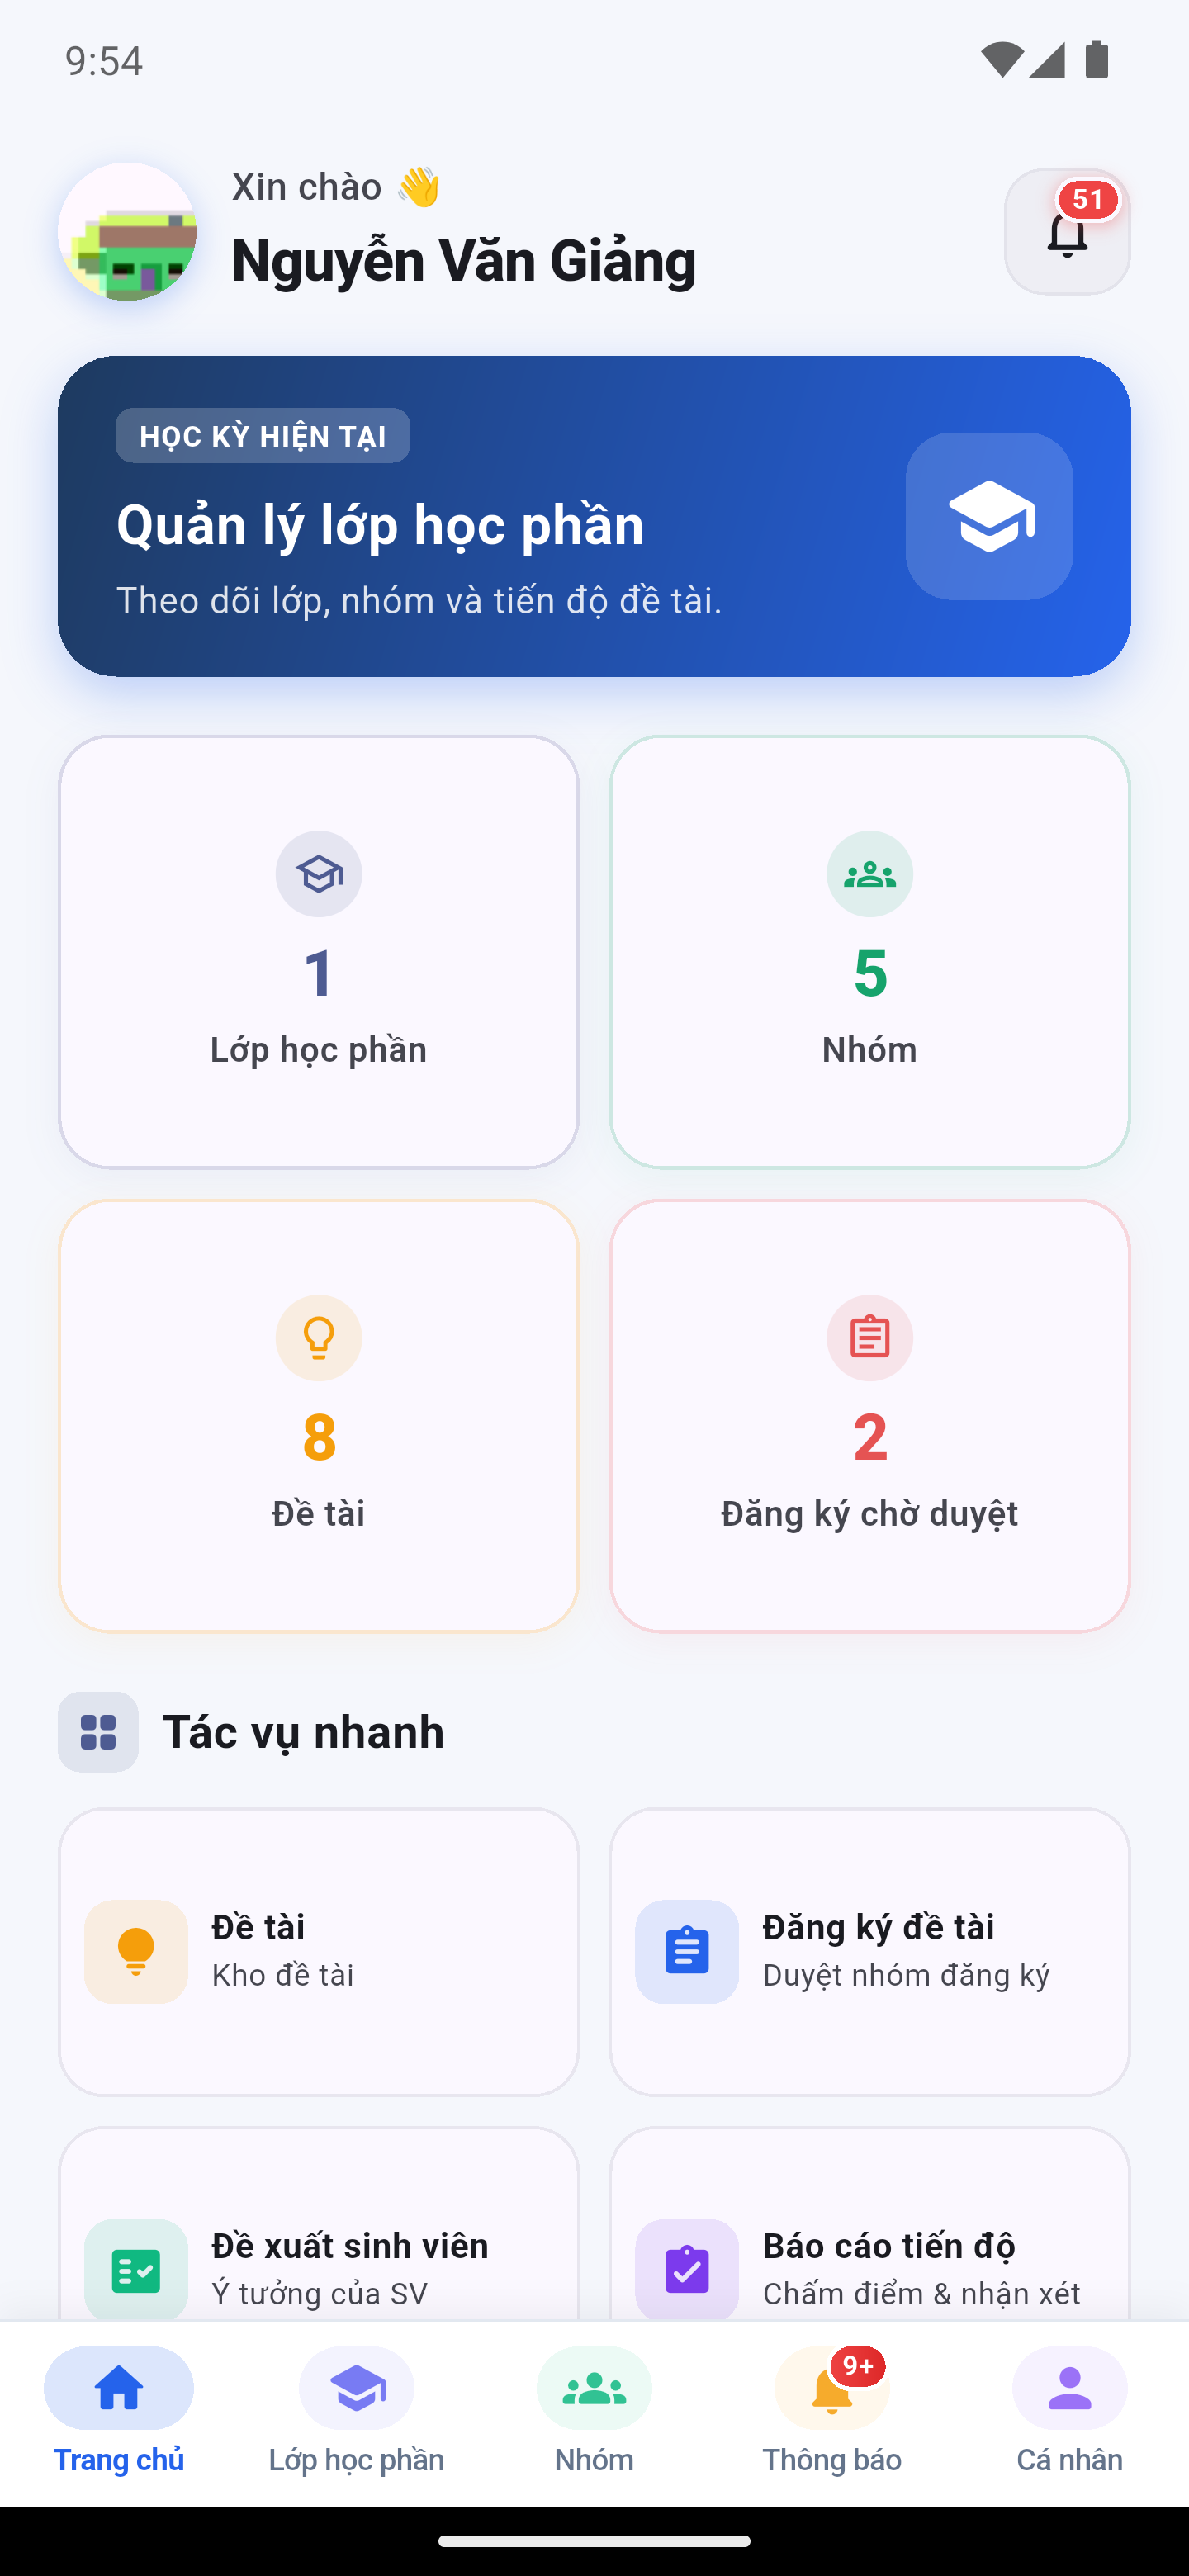 9:54
Xin chào 👋
Nguyễn Văn Giảng
51
HỌC KỲ HIỆN TẠI
Quản lý lớp học phần
Theo dõi lớp, nhóm và tiến độ đề tài.
1
Lớp học phần
5
Nhóm
8
Đề tài
2
Đăng ký chờ duyệt
Tác vụ nhanh
Đề tài
Kho đề tài
Đăng ký đề tài
Duyệt nhóm đăng ký
Đề xuất sinh viên
Ý tưởng của SV
Báo cáo tiến độ
Chấm điểm & nhận xét
9+
Trang chủ
Lớp học phần
Nhóm
Thông báo
Cá nhân